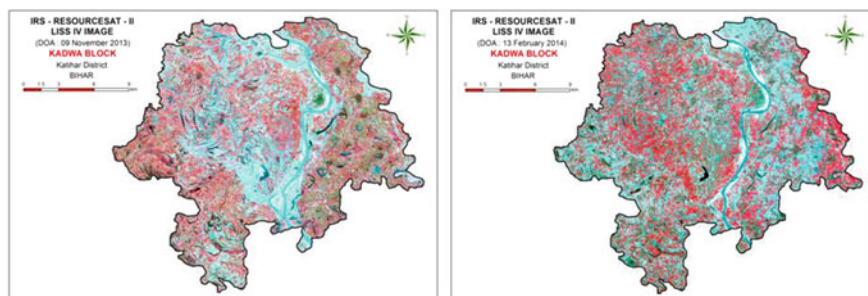 IRS - RESOURCESAT - II
LISS IV IMAGE
(DOA : 09 November 2013)
KADWA BLOCK
Katihar District
BIHAR
IRS - RESOURCESAT - II
LISS IV IMAGE
(DOA : 13 February 2014)
KADWA BLOCK
Katihar District
BIHAR